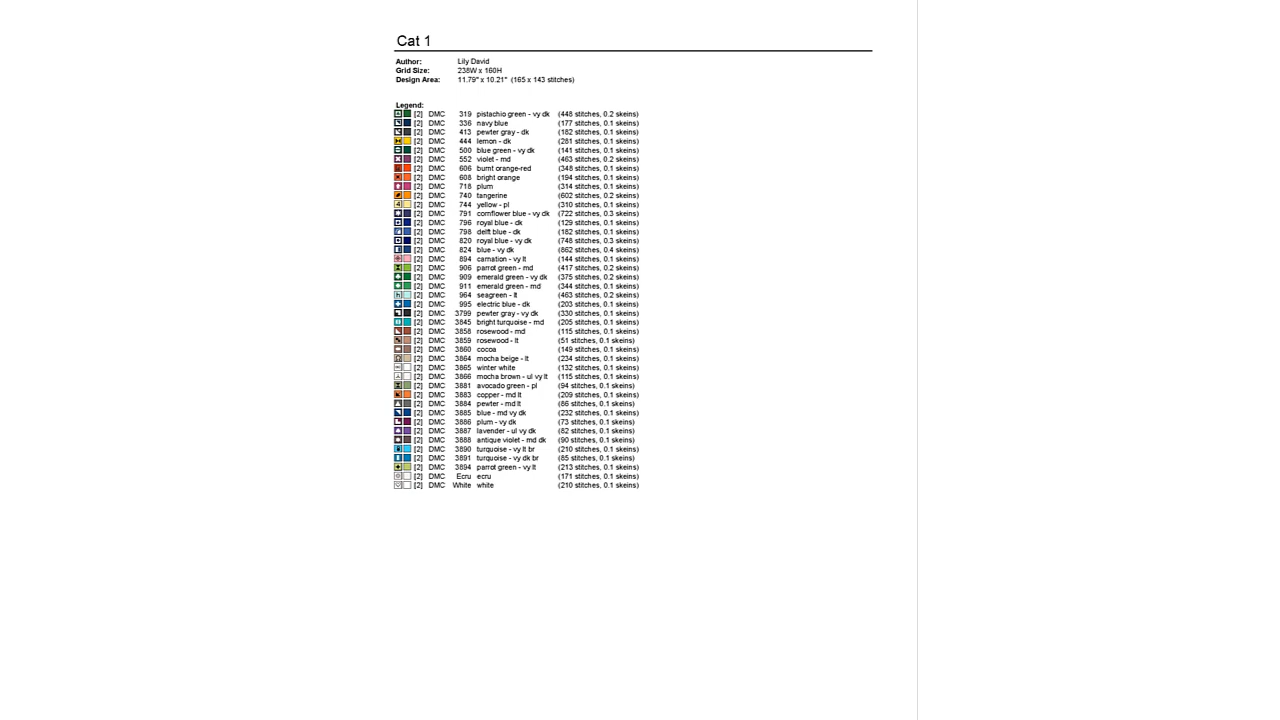 Cat 1
Author: Lily David
Grid Size: 238W x 160H
Design Area: 11.79" x 10.21" (165 x 143 stitches)
Legend:
[2] DMC 319 pistachio green - vy dk (448 stitches, 0.2 skeins)
[2] DMC 336 navy blue (177 stitches, 0.1 skeins)
[2] DMC 413 pewter gray - dk (182 stitches, 0.1 skeins)
[2] DMC 444 lemon - dk (281 stitches, 0.1 skeins)
[2] DMC 500 blue green - vy dk (141 stitches, 0.1 skeins)
[2] DMC 552 violet - md (463 stitches, 0.2 skeins)
[2] DMC 606 burnt orange-red (348 stitches, 0.1 skeins)
[2] DMC 608 bright orange (194 stitches, 0.1 skeins)
[2] DMC 718 plum (314 stitches, 0.1 skeins)
[2] DMC 740 tangerine (602 stitches, 0.2 skeins)
[2] DMC 744 yellow - pl (310 stitches, 0.1 skeins)
[2] DMC 791 cornflower blue - vy dk (722 stitches, 0.3 skeins)
[2] DMC 796 royal blue - dk (129 stitches, 0.1 skeins)
[2] DMC 798 delft blue - dk (182 stitches, 0.1 skeins)
[2] DMC 820 royal blue - vy dk (748 stitches, 0.3 skeins)
[2] DMC 824 blue - vy dk (862 stitches, 0.4 skeins)
[2] DMC 894 carnation - vy lt (144 stitches, 0.1 skeins)
[2] DMC 906 parrot green - md (417 stitches, 0.2 skeins)
[2] DMC 909 emerald green - vy dk (375 stitches, 0.2 skeins)
[2] DMC 911 emerald green - md (344 stitches, 0.1 skeins)
[2] DMC 964 seagreen - lt (463 stitches, 0.2 skeins)
[2] DMC 995 electric blue - dk (203 stitches, 0.1 skeins)
[2] DMC 3799 pewter gray - vy dk (330 stitches, 0.1 skeins)
[2] DMC 3845 bright turquoise - md (205 stitches, 0.1 skeins)
[2] DMC 3858 rosewood - md (115 stitches, 0.1 skeins)
[2] DMC 3859 rosewood - lt (51 stitches, 0.1 skeins)
[2] DMC 3860 cocoa (149 stitches, 0.1 skeins)
[2] DMC 3864 mocha beige - lt (234 stitches, 0.1 skeins)
[2] DMC 3865 winter white (132 stitches, 0.1 skeins)
[2] DMC 3866 mocha brown - ul vy lt (115 stitches, 0.1 skeins)
[2] DMC 3881 avocado green - pl (94 stitches, 0.1 skeins)
[2] DMC 3883 copper - md lt (209 stitches, 0.1 skeins)
[2] DMC 3884 pewter - md lt (86 stitches, 0.1 skeins)
[2] DMC 3885 blue - md vy dk (232 stitches, 0.1 skeins)
[2] DMC 3886 plum - vy dk (73 stitches, 0.1 skeins)
[2] DMC 3887 lavender - ul vy dk (82 stitches, 0.1 skeins)
[2] DMC 3888 antique violet - md dk (90 stitches, 0.1 skeins)
[2] DMC 3890 turquoise - vy lt br (210 stitches, 0.1 skeins)
[2] DMC 3891 turquoise - vy dk br (85 stitches, 0.1 skeins)
[2] DMC 3894 parrot green - vy lt (213 stitches, 0.1 skeins)
[2] DMC Ecru ecru (171 stitches, 0.1 skeins)
[2] DMC White white (210 stitches, 0.1 skeins)